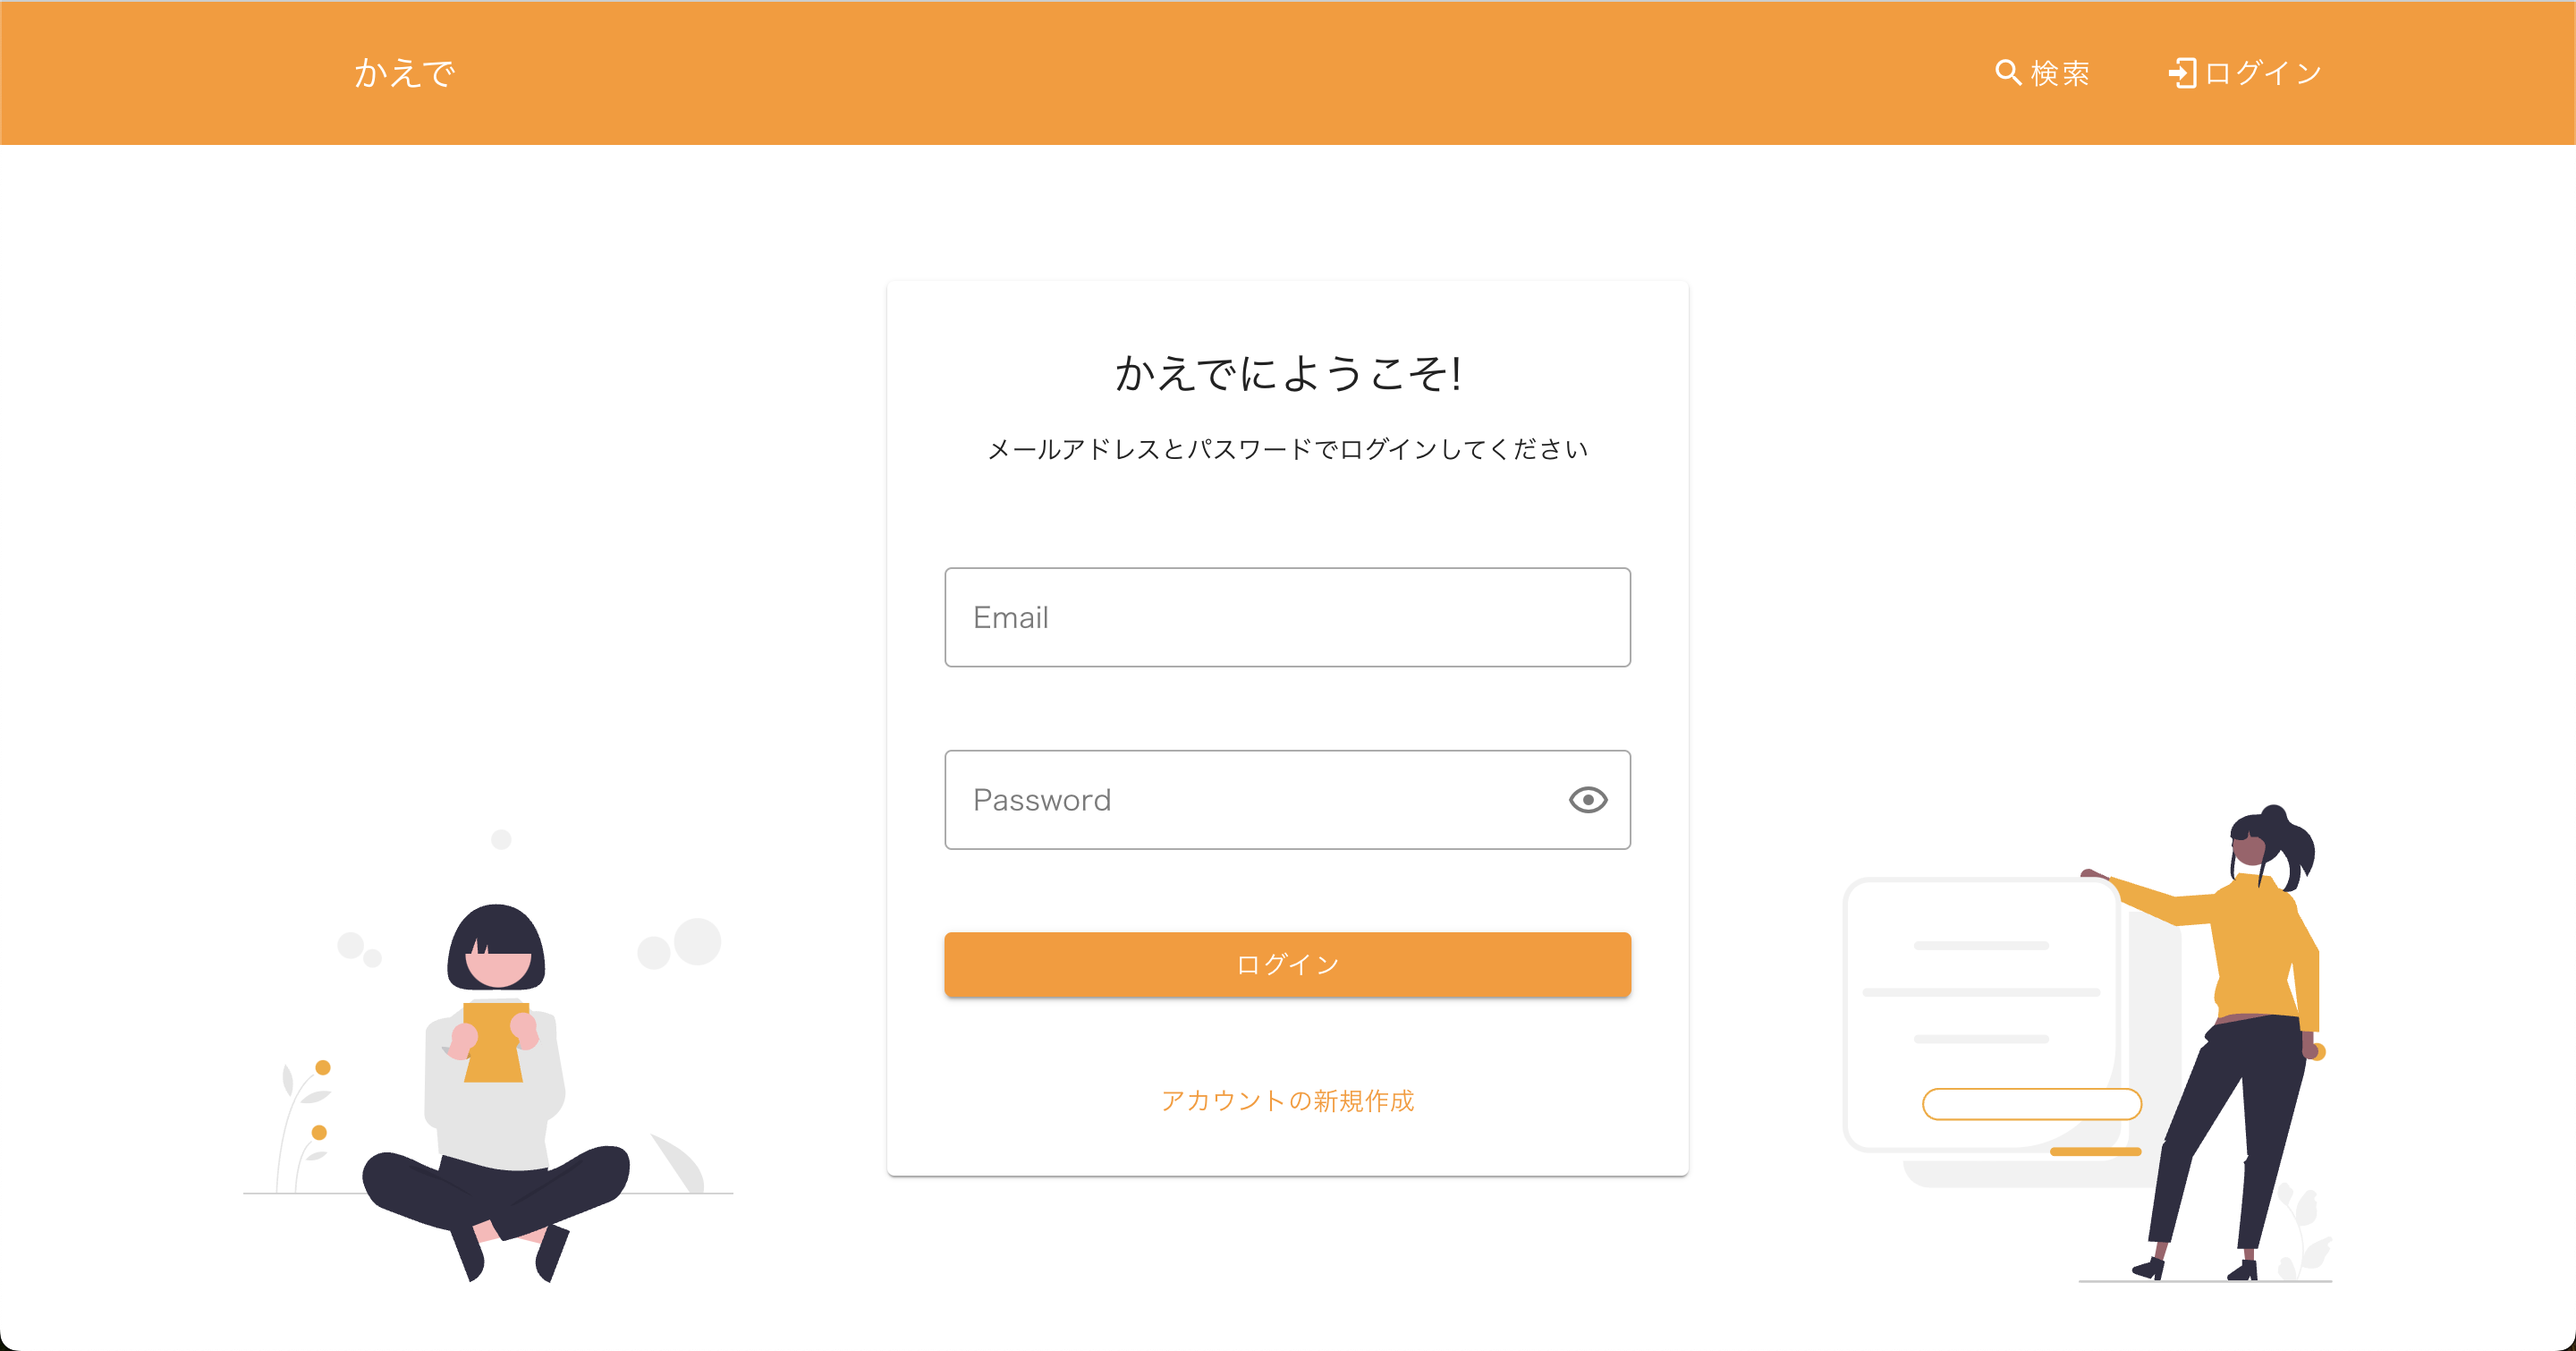 かえで
検索
ログイン
かえでにようこそ!
メールアドレスとパスワードでログインしてください
Email
Password
ログイン
アカウントの新規作成